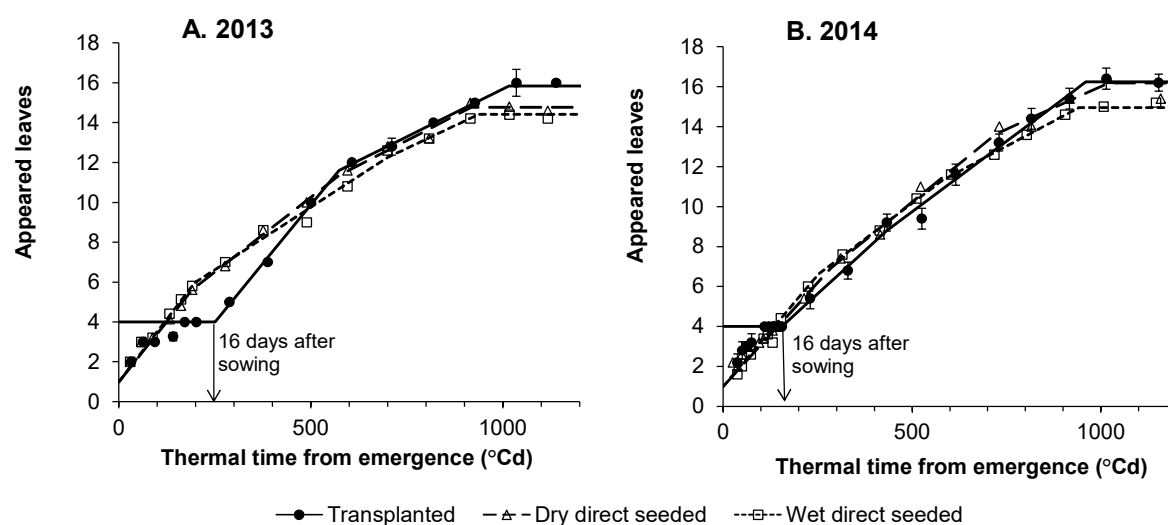 A. 2013
Appeared leaves
18
16
14
12
10
8
6
4
2
0
16 days after
sowing
0
500
1000
Thermal time from emergence (°Cd)
B. 2014
Appeared leaves
18
16
14
12
10
8
6
4
2
0
16 days after
sowing
0
500
1000
Thermal time from emergence (°Cd)
Transplanted
Dry direct seeded
Wet direct seeded